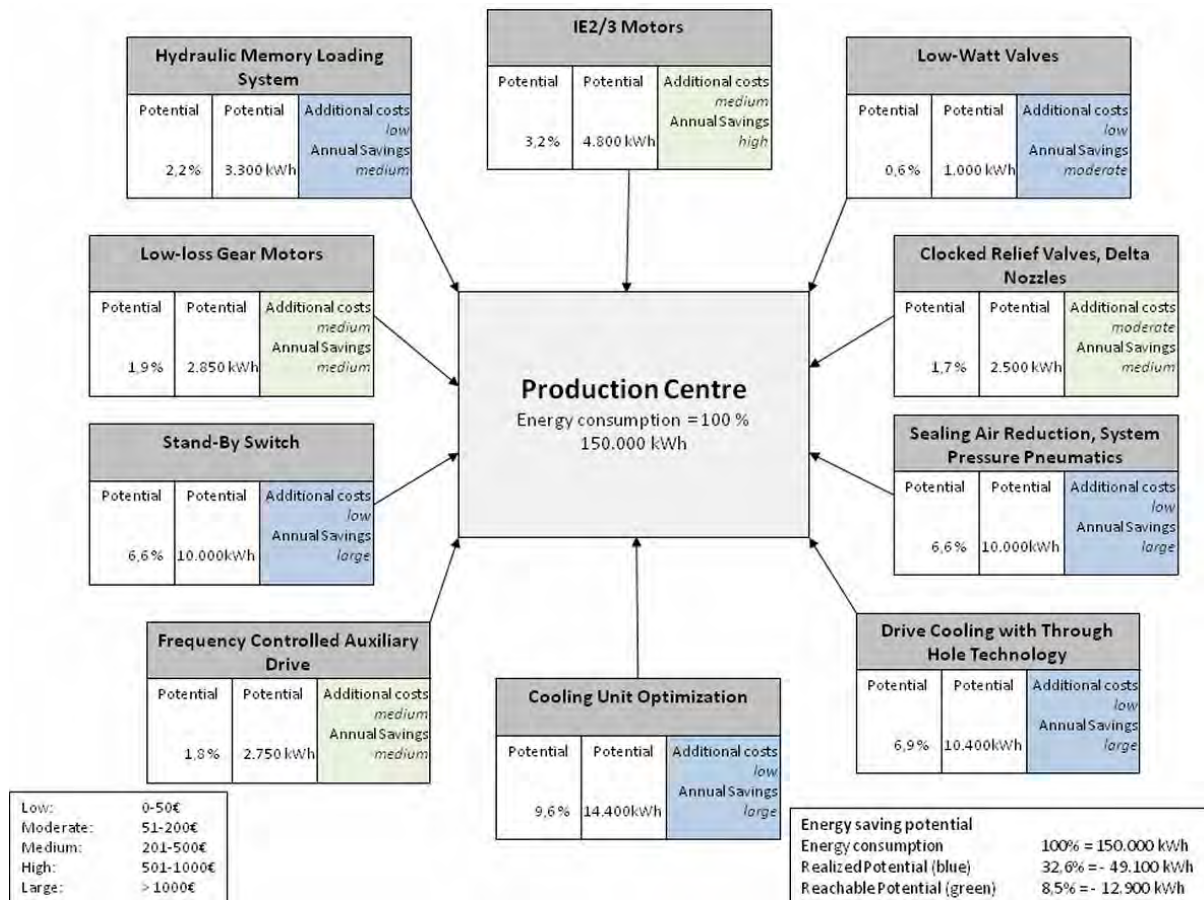 Hydraulic Memory Loading
System
Potential
Potential
Additional costs
low
Annual Savings
medium
2,2%
3.300 kWh
IE2/3 Motors
Potential
Potential
Additional costs
medium
Annual Savings
high
3,2%
4.800 kWh
Low-Watt Valves
Potential
Potential
Additional costs
low
Annual Savings
moderate
0,6%
1.000 kWh
Low-loss Gear Motors
Potential
Potential
Additional costs
medium
Annual Savings
medium
1,9%
2.850 kWh
Clocked Relief Valves, Delta
Nozzles
Potential
Potential
Additional costs
moderate
Annual Savings
medium
1,7%
2.500 kWh
Production Centre
Energy consumption = 100 %
150.000 kWh
Stand-By Switch
Potential
Potential
Additional costs
low
Annual Savings
large
6,6%
10.000kWh
Sealing Air Reduction, System
Pressure Pneumatics
Potential
Potential
Additional costs
low
Annual Savings
large
6,6%
10.000kWh
Frequency Controlled Auxiliary
Drive
Potential
Potential
Additional costs
medium
Annual Savings
medium
1,8%
2.750 kWh
Cooling Unit Optimization
Potential
Potential
Additional costs
low
Annual Savings
large
9,6%
14.400kWh
Drive Cooling with Through
Hole Technology
Potential
Potential
Additional costs
low
Annual Savings
large
6,9%
10.400kWh
Low: 0-50€
Moderate: 51-200€
Medium: 201-500€
High: 501-1000€
Large: > 1000€
Energy saving potential
Energy consumption 100% = 150.000 kWh
Realized Potential (blue) 32,6% = - 49.100 kWh
Reachable Potential (green) 8,5% = - 12.900 kWh